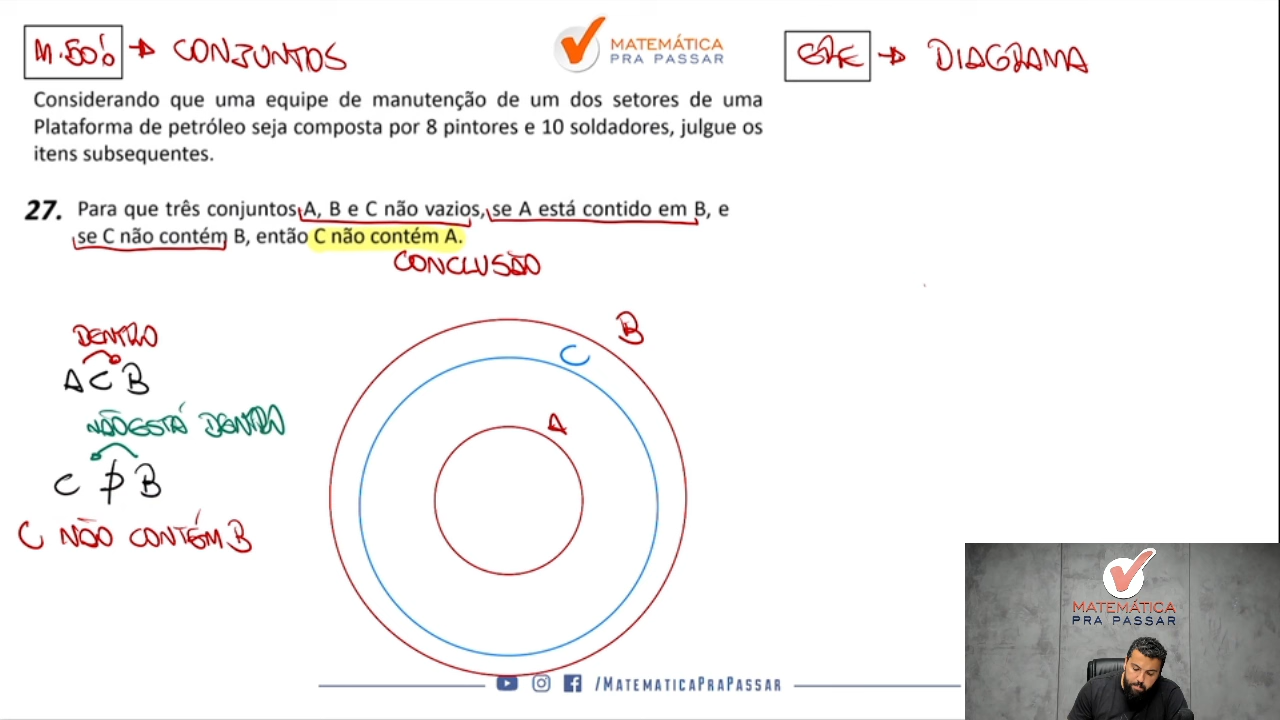 M.50% → CONJUNTOS
MATEMÁTICA
PRA PASSAR
→ DIAGRAMA
Considerando que uma equipe de manutenção de um dos setores de uma
Plataforma de petróleo seja composta por 8 pintores e 10 soldadores, julgue os
itens subsequentes.
27. Para que três conjuntos A, B e C não vazios, se A está contido em B, e
se C não contém B, então C não contém A.
CONCLUSÃO
DENTRO
A ⊂ B
NÃO ESTÁ DENTRO
C ⊅ B
C NÃO CONTÉM B
B
C
A
/MATEMATICAPRAPASSAR
MATEMÁTICA
PRA PASSAR